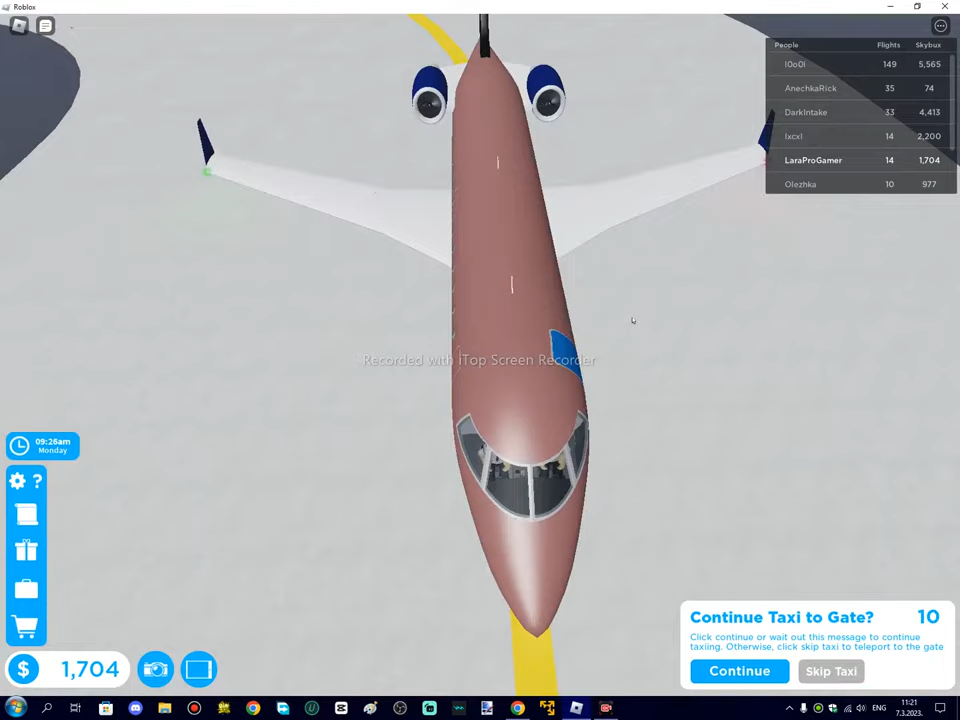 Roblox
People Flights Skybux
l0o0l 149 5,565
AnechkaRick 35 74
DarkIntake 33 4,413
lxcxl 14 2,200
LaraProGamer 14 1,704
Olezhka 10 977
Recorded with iTop Screen Recorder
09:26am
Monday
?
$ 1,704
Continue Taxi to Gate? 10
Click continue or wait out this message to continue
taxiing. Otherwise, click skip taxi to teleport to the gate
Continue Skip Taxi
ENG
11:21
7.3.2023.